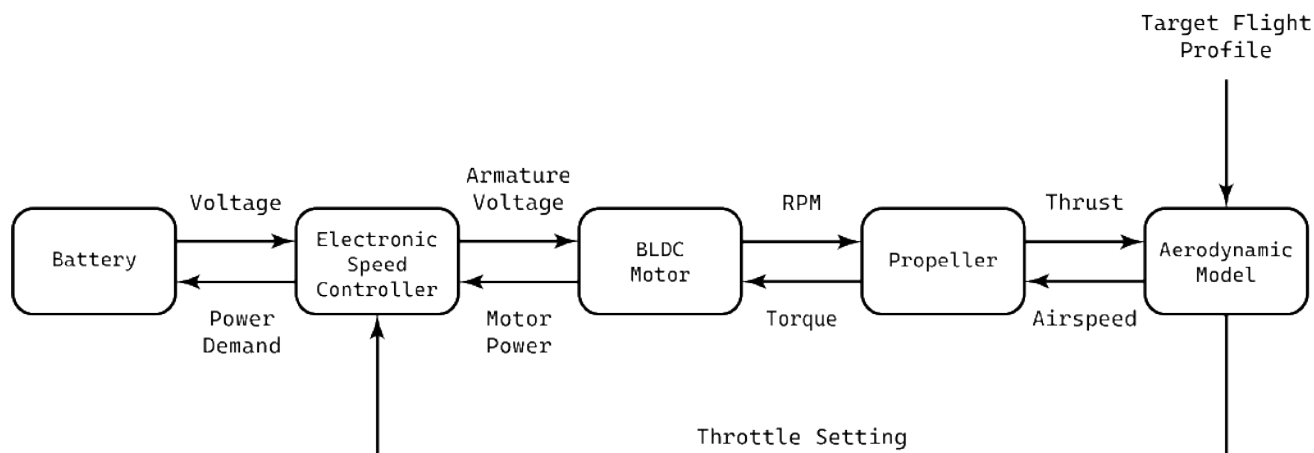 Target Flight
Profile
Armature
Voltage
Voltage
RPM
Thrust
Battery
Electronic
Speed
Controller
BLDC
Motor
Propeller
Aerodynamic
Model
Power
Demand
Motor
Power
Torque
Airspeed
Throttle Setting